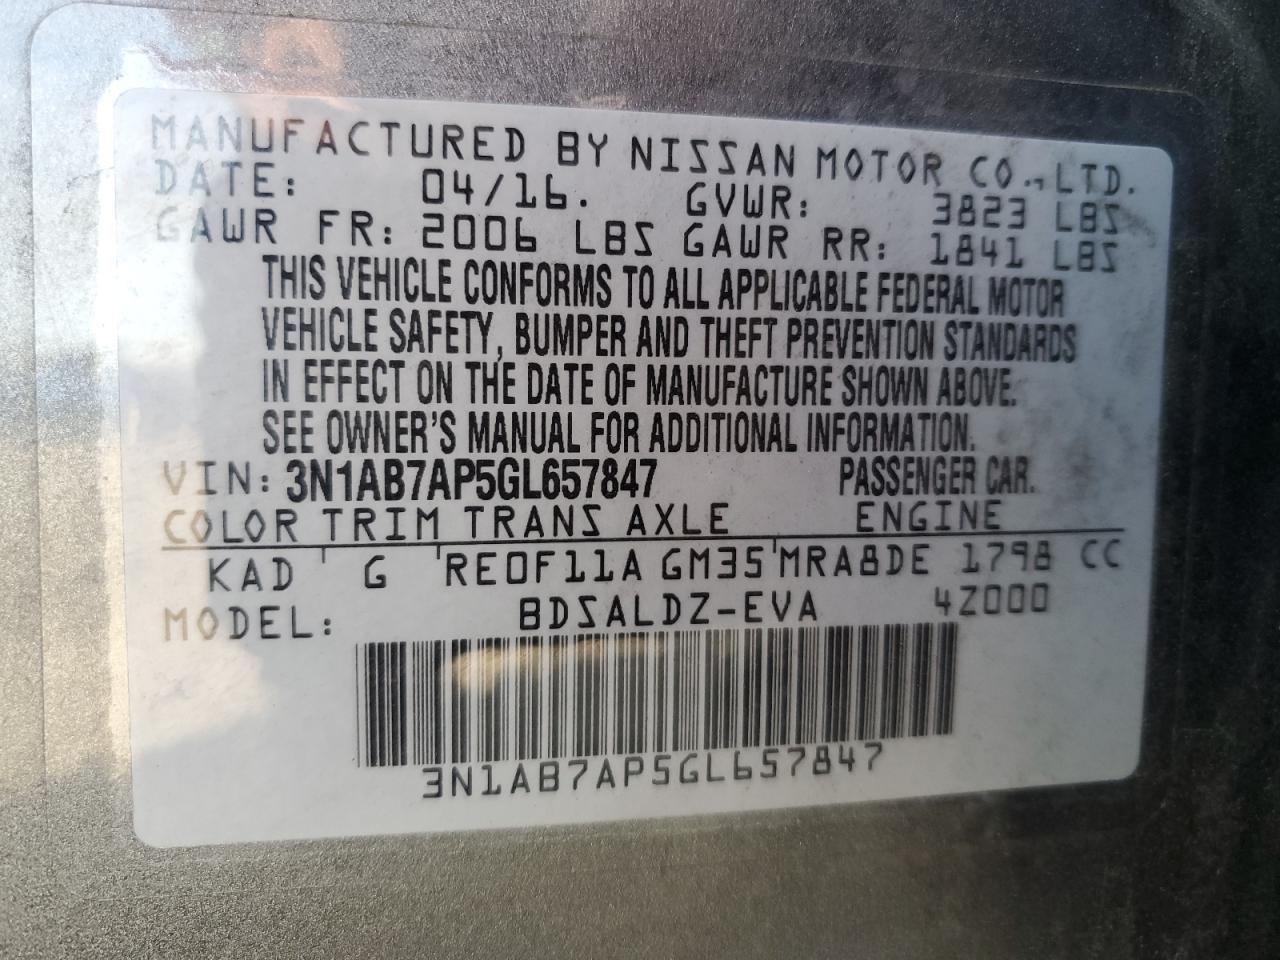 MANUFACTURED BY NISSAN MOTOR CO., LTD.
DATE: 04/16. GVWR: 3823 LBS
GAWR FR: 2006 LBS GAWR RR: 1841 LBS
THIS VEHICLE CONFORMS TO ALL APPLICABLE FEDERAL MOTOR
VEHICLE SAFETY, BUMPER AND THEFT PREVENTION STANDARDS
IN EFFECT ON THE DATE OF MANUFACTURE SHOWN ABOVE.
SEE OWNER'S MANUAL FOR ADDITIONAL INFORMATION.
VIN: 3N1AB7AP5GL657847 PASSENGER CAR.
COLOR TRIM TRANS AXLE ENGINE
KAD G RE0F11A GM35 MRA8DE 1798 CC
MODEL: BDSALDZ-EVA 4Z000
3N1AB7AP5GL657847